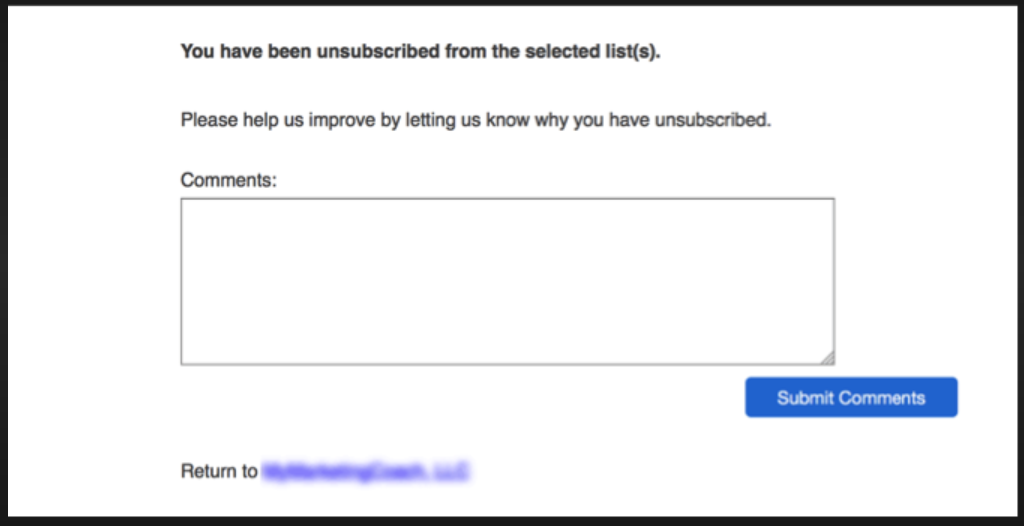 You have been unsubscribed from the selected list(s).
Please help us improve by letting us know why you have unsubscribed.
Comments:
Submit Comments
Return to